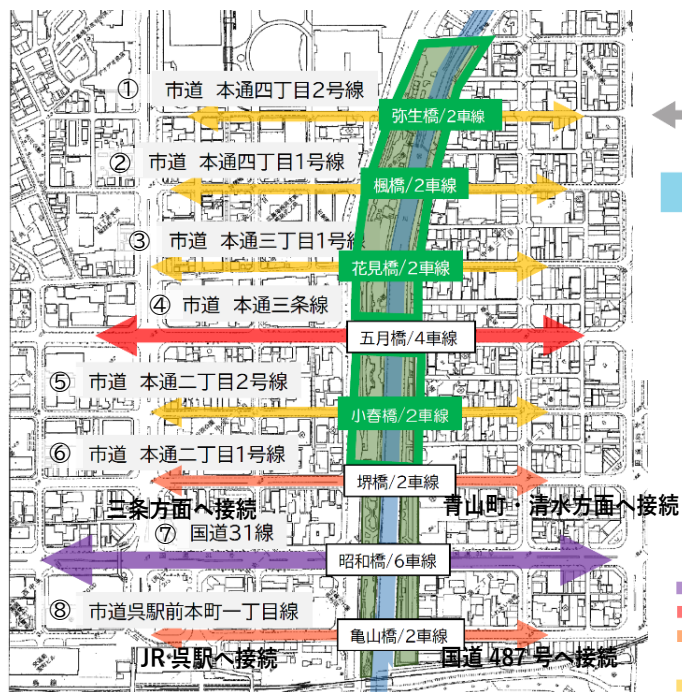 ① 市道 本通四丁目2号線
弥生橋/2車線
② 市道 本通四丁目1号線
楓橋/2車線
③ 市道 本通三丁目1号線
花見橋/2車線
④ 市道 本通三条線
五月橋/4車線
⑤ 市道 本通二丁目2号線
小春橋/2車線
⑥ 市道 本通二丁目1号線
堺橋/2車線
三条方面へ接続
青山町・清水方面へ接続
⑦ 国道31線
昭和橋/6車線
⑧ 市道呉駅前本町一丁目線
亀山橋/2車線
JR・呉駅へ接続
国道487号へ接続